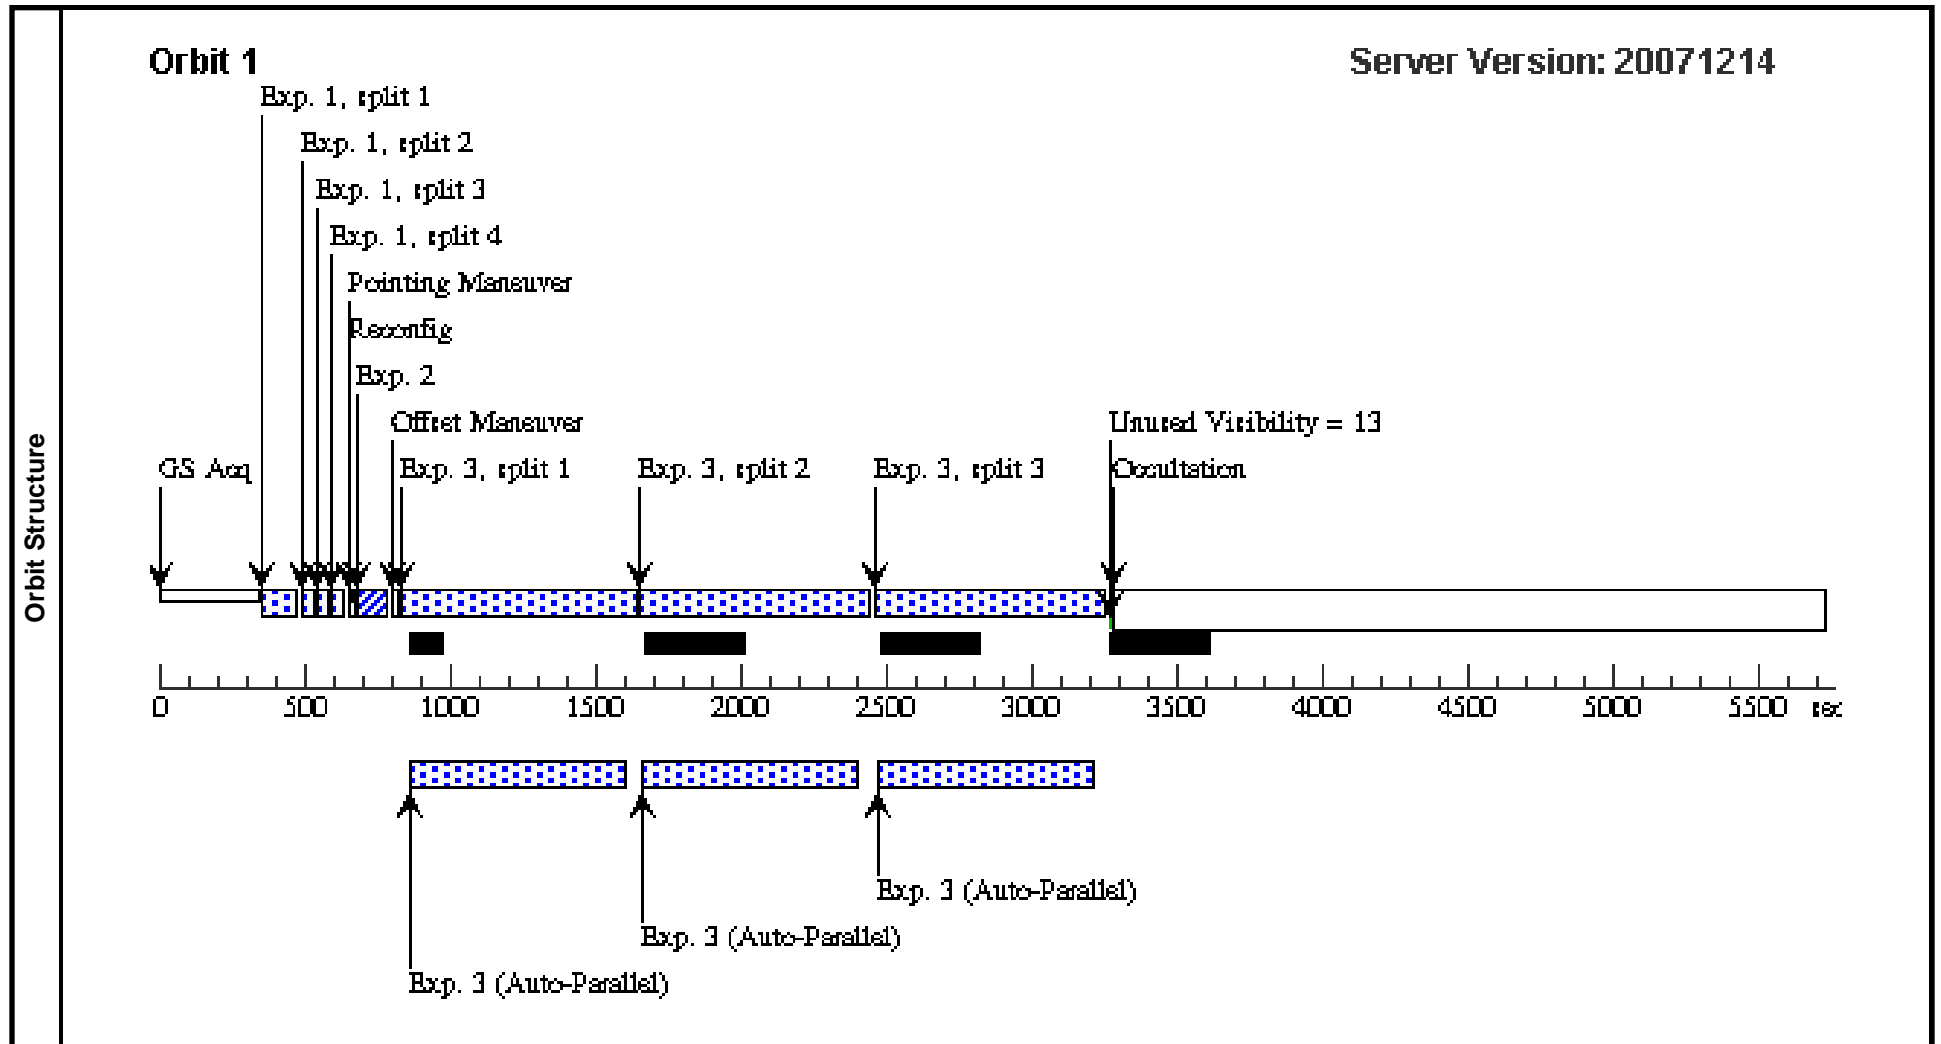 Orbit 1
Server Version: 20071214
Exp. 1, split 1
Exp. 1, split 2
Exp. 1, split 3
Exp. 1, split 4
Pointing Maneuver
Reconfig
Exp. 2
Offset Maneuver
Unused Visibility = 13
GS Acq
Exp. 3, split 1
Exp. 3, split 2
Exp. 3, split 3
Occultation
Orbit Structure
0 500 1000 1500 2000 2500 3000 3500 4000 4500 5000 5500 sec
Exp. 3 (Auto-Parallel)
Exp. 3 (Auto-Parallel)
Exp. 3 (Auto-Parallel)